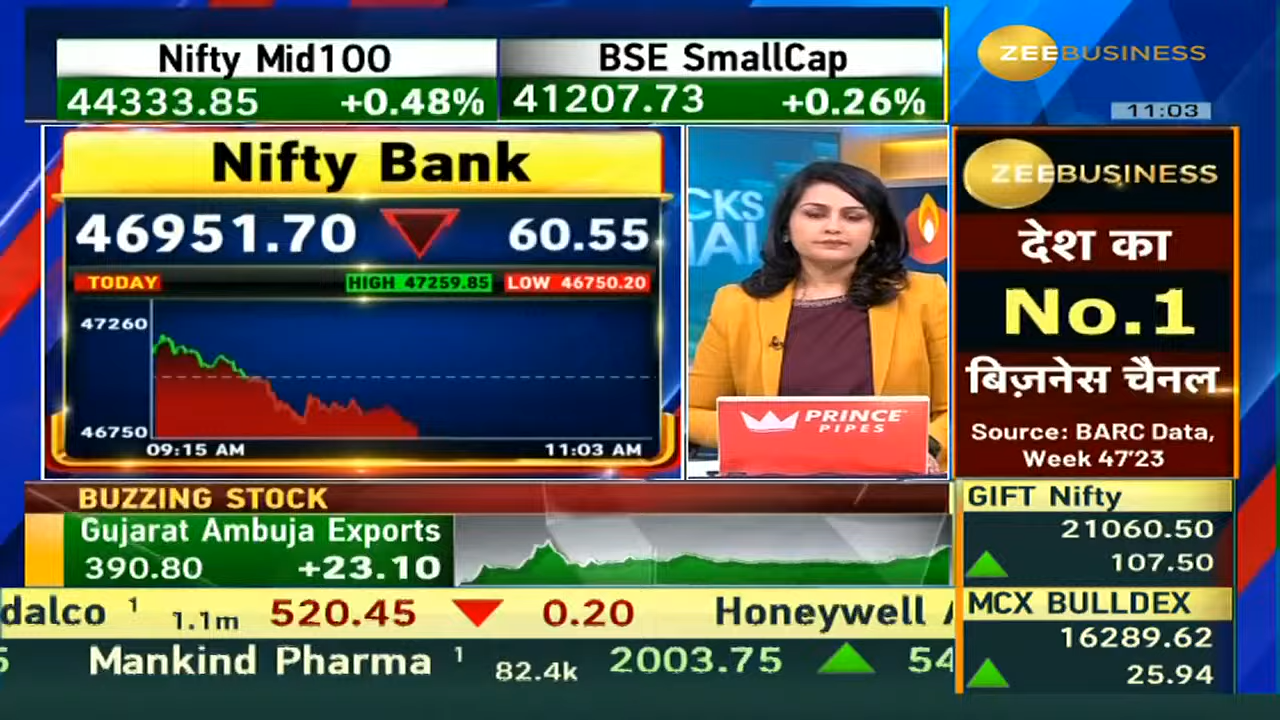 Nifty Mid100
44333.85 +0.48%
BSE SmallCap
41207.73 +0.26%
ZEEBUSINESS
11:03
Nifty Bank
46951.70 60.55
TODAY HIGH 47259.85 LOW 46750.20
47260
46750
09:15 AM 11:03 AM
CKS
PRINCE
PIPES
ZEEBUSINESS
देश का
No.1
बिज़नेस चैनल
Source: BARC Data,
Week 47'23
BUZZING STOCK
Gujarat Ambuja Exports
390.80 +23.10
GIFT Nifty
21060.50
107.50
MCX BULLDEX
16289.62
25.94
dalco 1 1.1m 520.45 0.20 Honeywell A
5 Mankind Pharma 1 82.4k 2003.75 54